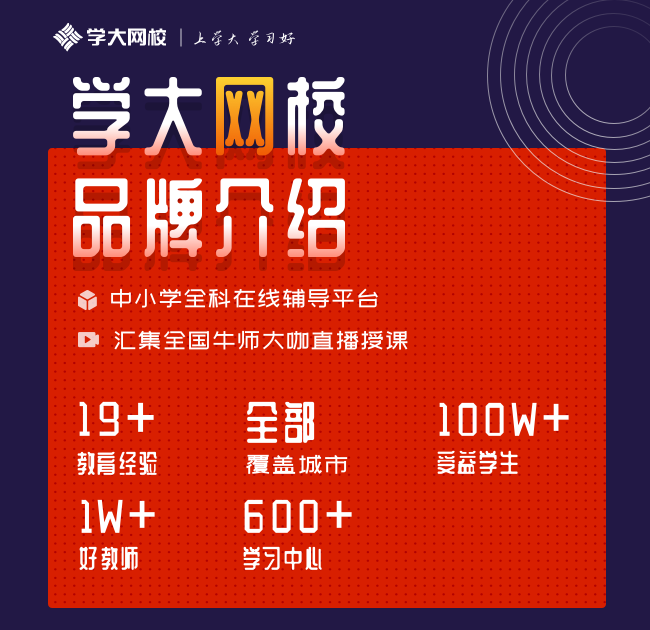 学大网校 | 上学大 学习好
学大网校
品牌介绍
中小学全科在线辅导平台
汇集全国牛师大咖直播授课
19+ 全部 100W+
教育经验 覆盖城市 受益学生
1W+ 600+
好教师 学习中心